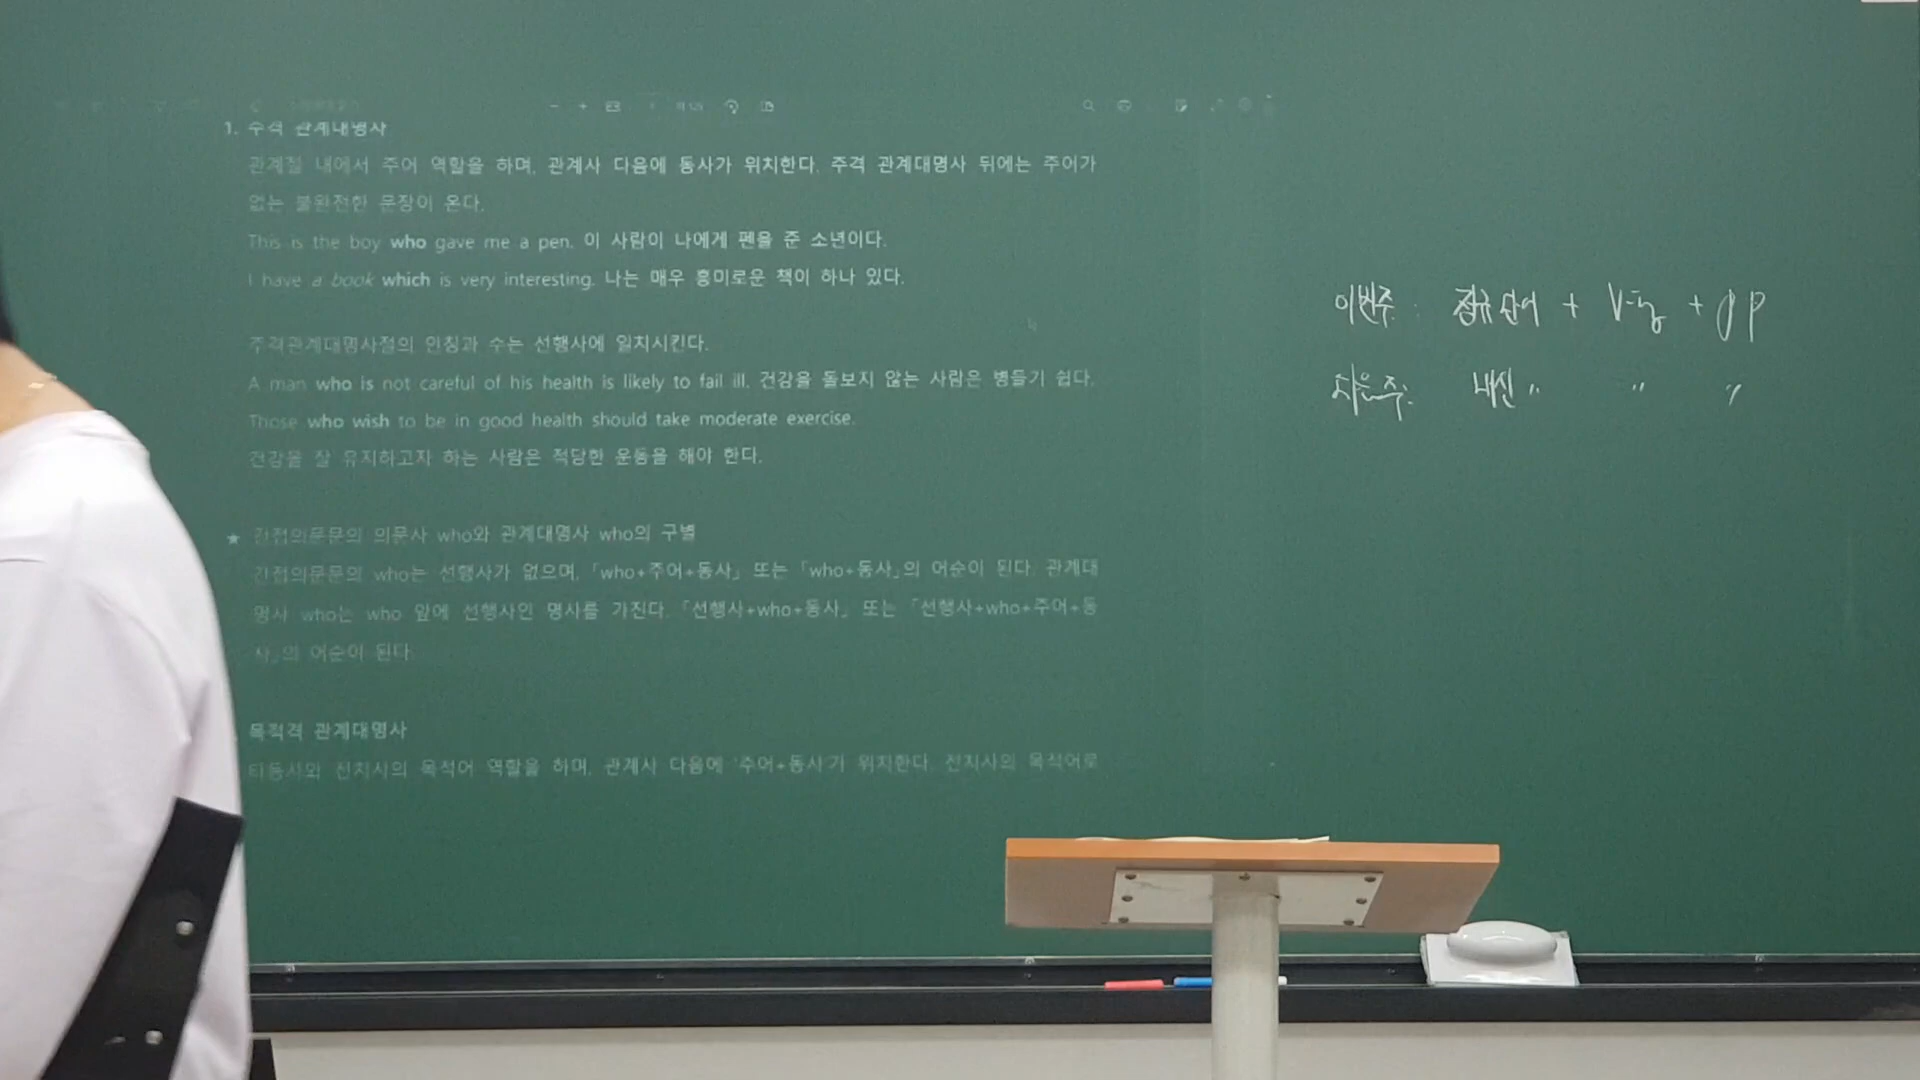 1. 주격 관계대명사
관계절 내에서 주어 역할을 하며, 관계사 다음에 동사가 위치한다. 주격 관계대명사 뒤에는 주어가
없는 불완전한 문장이 온다.
This is the boy who gave me a pen. 이 사람이 나에게 펜을 준 소년이다.
I have a book which is very interesting. 나는 매우 흥미로운 책이 하나 있다.
주격관계대명사절의 인칭과 수는 선행사에 일치시킨다.
A man who is not careful of his health is likely to fail ill. 건강을 돌보지 않는 사람은 병들기 쉽다.
Those who wish to be in good health should take moderate exercise.
건강을 잘 유지하고자 하는 사람은 적당한 운동을 해야 한다.
★ 간접의문문의 의문사 who와 관계대명사 who의 구별
간접의문문의 who는 선행사가 없으며, 「who+주어+동사」 또는 「who+동사」의 어순이 된다. 관계대
명사 who는 who 앞에 선행사인 명사를 가진다. 「선행사+who+동사」 또는 「선행사+who+주어+동
사」의 어순이 된다.
목적격 관계대명사
타동사와 전치사의 목적어 역할을 하며, 관계사 다음에 '주어+동사'가 위치한다. 전치사의 목적어로
이번주: 정규 단어 + V-ing + pp
다음주: 내신 〃 〃 〃